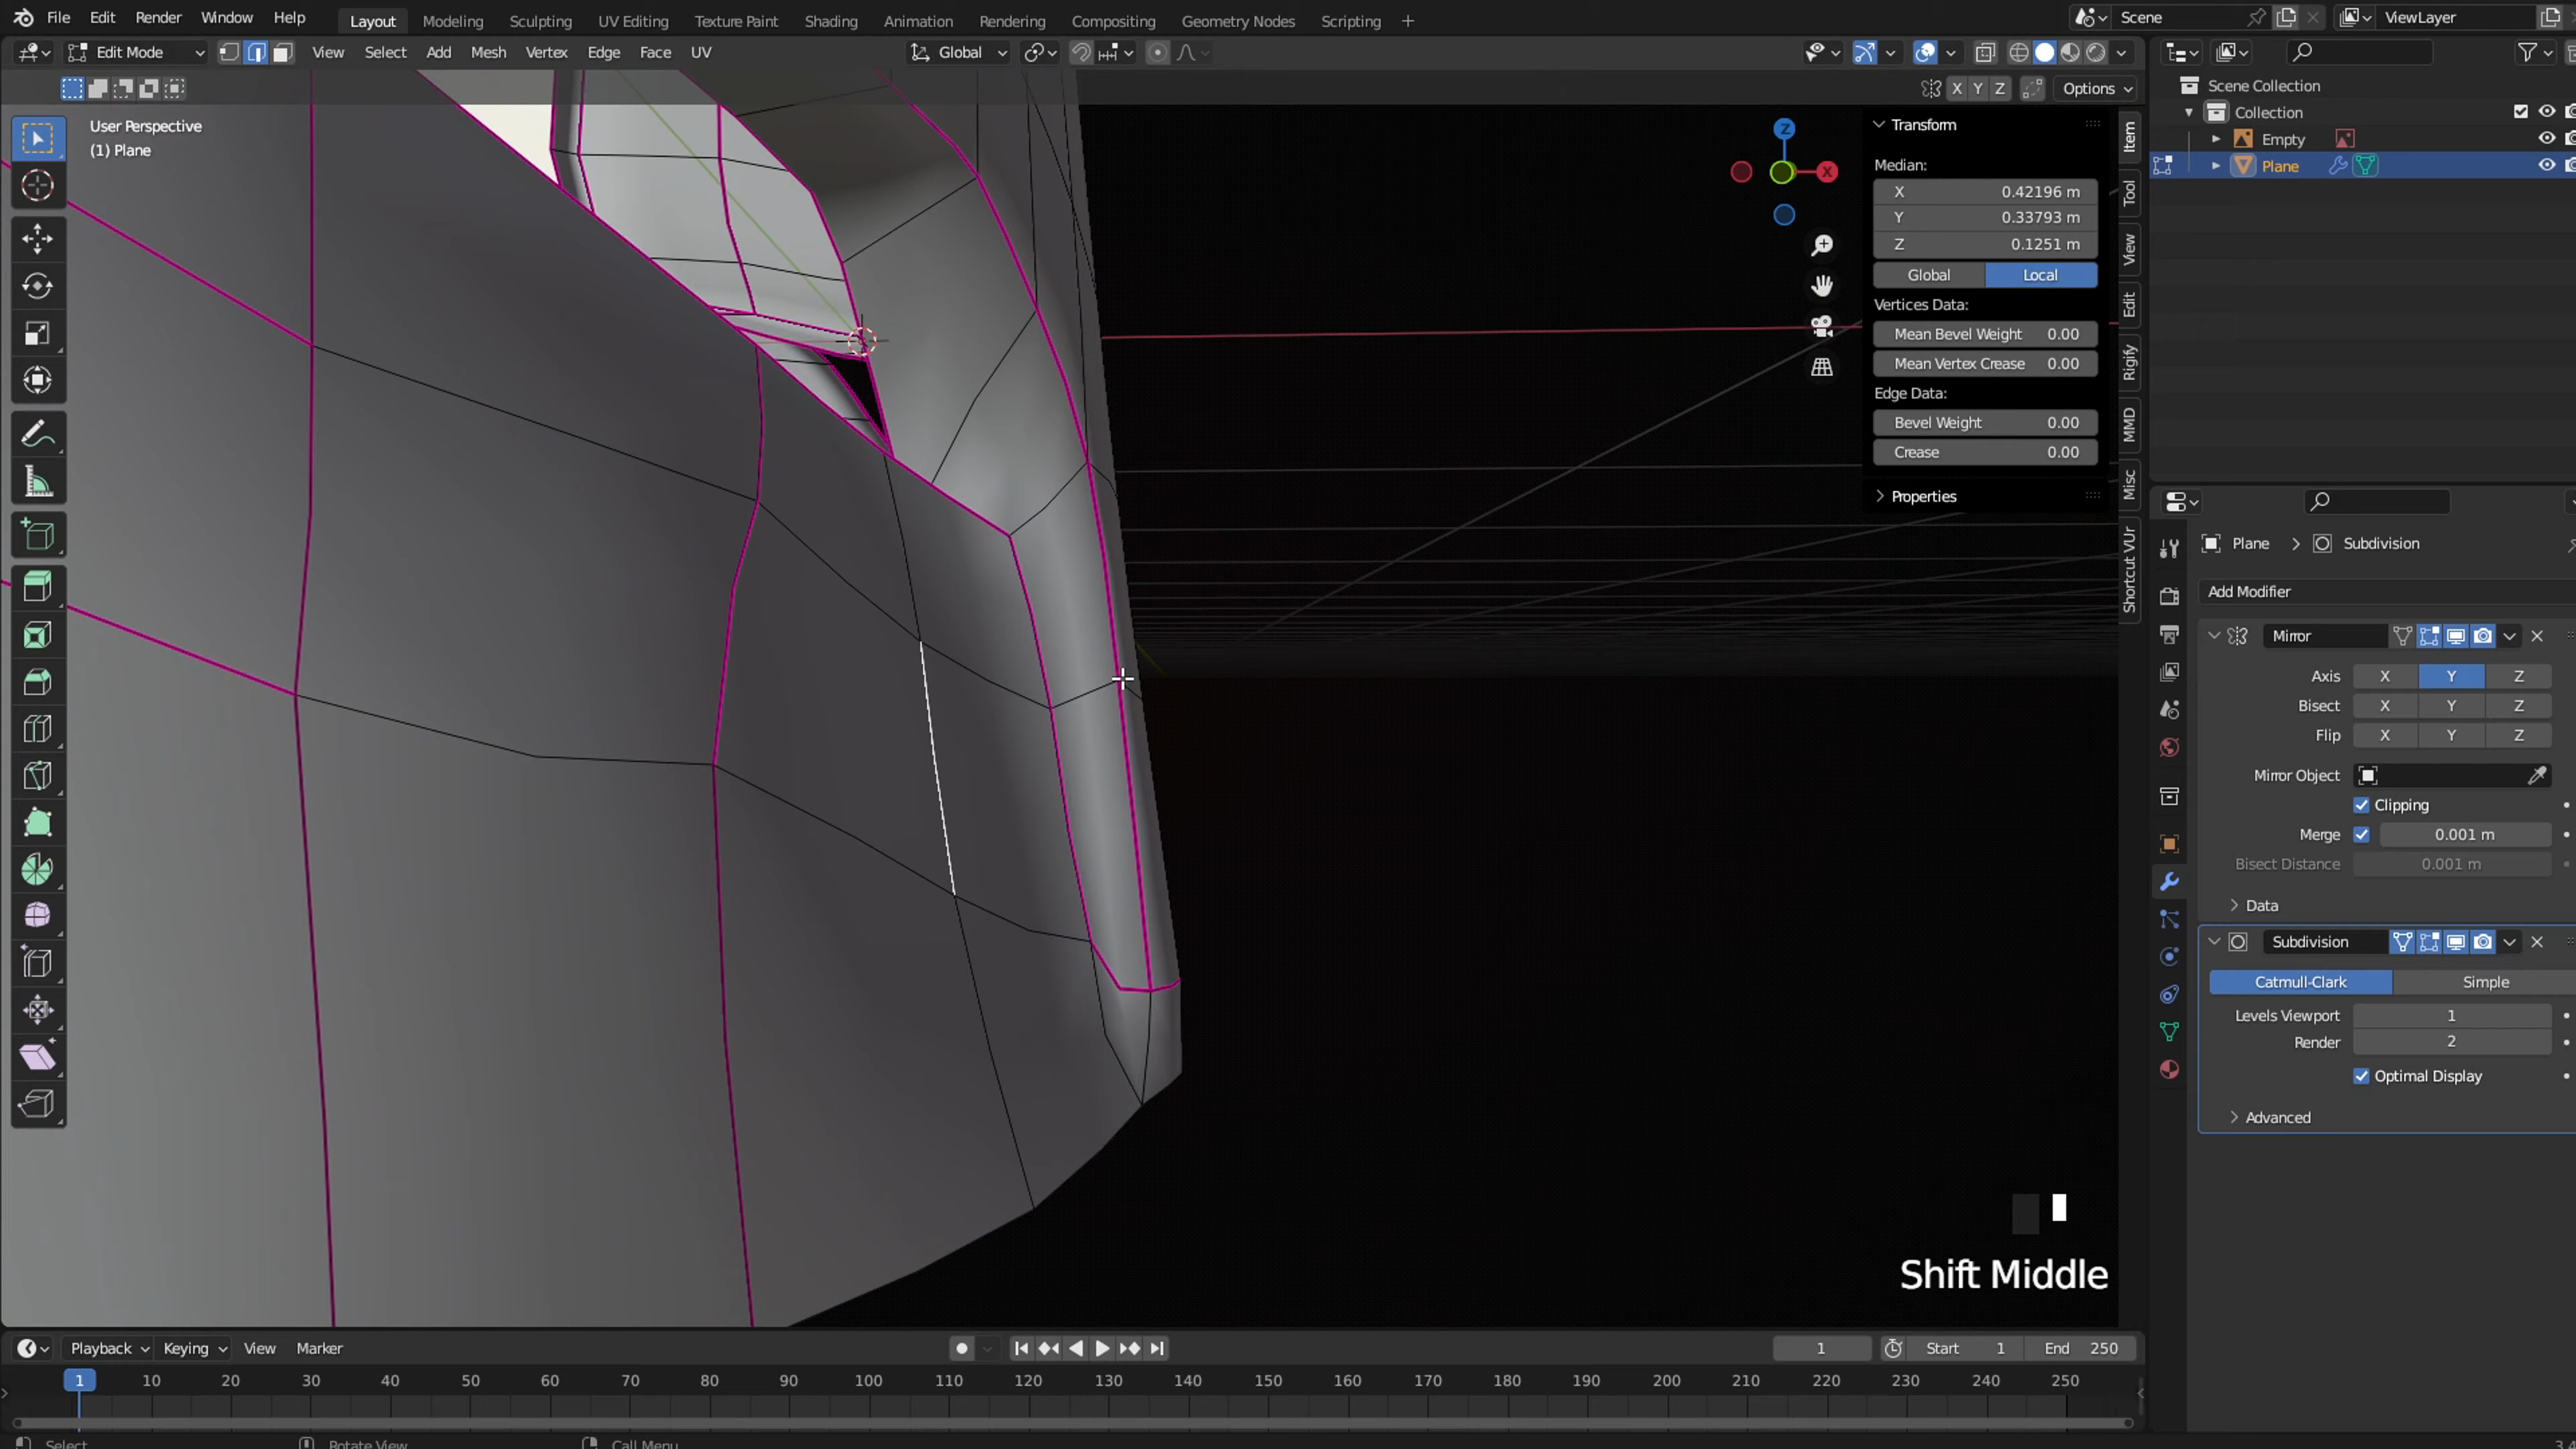 File Edit Render Window Help Layout Modeling Sculpting UV Editing Texture Paint Shading Animation Rendering Compositing Geometry Nodes Scripting + Scene ViewLayer
Edit Mode View Select Add Mesh Vertex Edge Face UV Global
X Y Z Options
User Perspective
(1) Plane
Z
X
Transform
Median:
X 0.42196 m
Y 0.33793 m
Z 0.1251 m
Global Local
Vertices Data:
Mean Bevel Weight 0.00
Mean Vertex Crease 0.00
Edge Data:
Bevel Weight 0.00
Crease 0.00
Properties
Item
Tool
View
Edit
Rigify
MMD
Misc
Shortcut VUr
Scene Collection
Collection
Empty
Plane
Plane > Subdivision
Add Modifier
Mirror
Axis X Y Z
Bisect X Y Z
Flip X Y Z
Mirror Object
Clipping
Merge 0.001 m
Bisect Distance 0.001 m
Data
Subdivision
Catmull-Clark Simple
Levels Viewport 1
Render 2
Optimal Display
Advanced
Shift Middle
Playback Keying View Marker 1 Start 1 End 250
1 10 20 30 40 50 60 70 80 90 100 110 120 130 140 150 160 170 180 190 200 210 220 230 240 250
Select Rotate View Call Menu